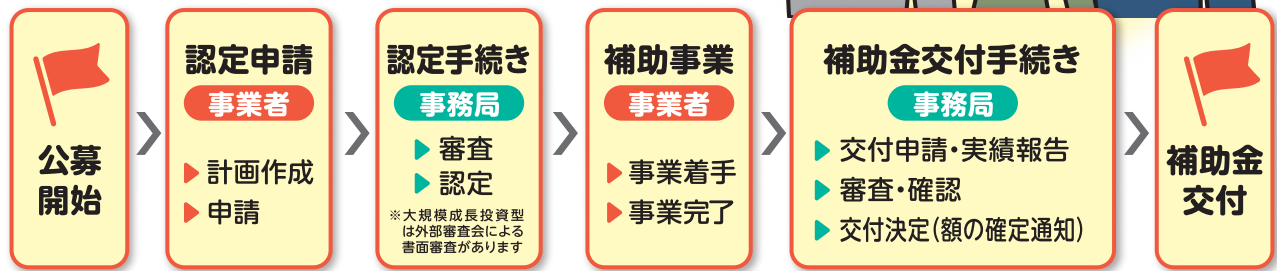 公募
開始
認定申請
事業者
計画作成
申請
認定手続き
事務局
審査
認定
※大規模成長投資型
は外部審査会による
書面審査があります
補助事業
事業者
事業着手
事業完了
補助金交付手続き
事務局
交付申請・実績報告
審査・確認
交付決定(額の確定通知)
補助金
交付